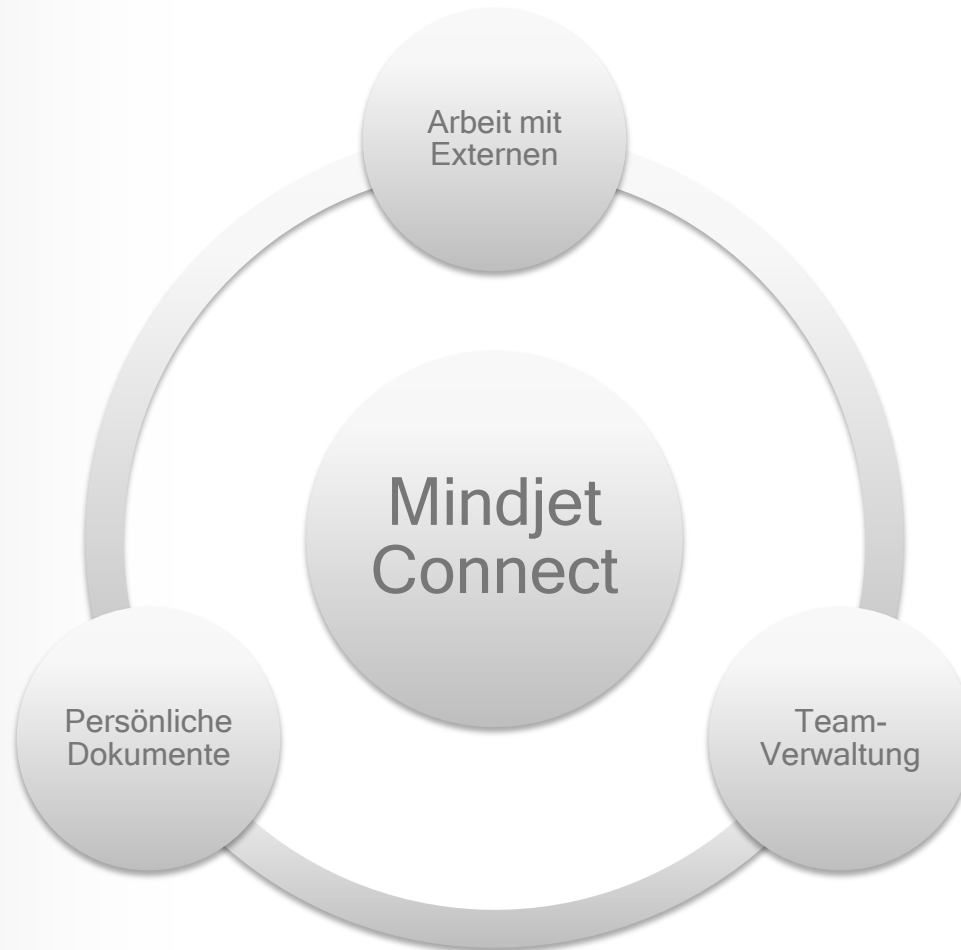 Arbeit mit
Externen
Mindjet
Connect
Persönliche
Dokumente
Team-
Verwaltung